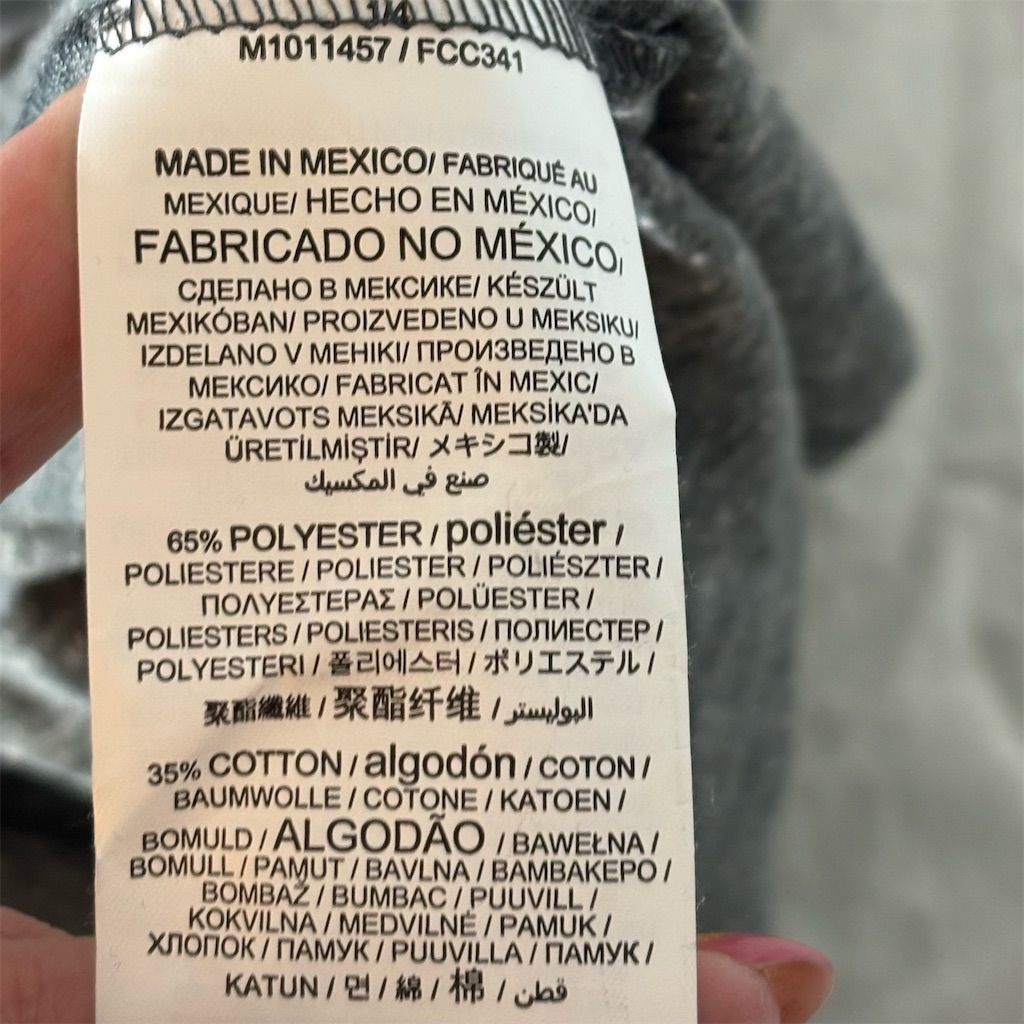 1/4
M1011457 / FCC341
MADE IN MEXICO/ FABRIQUÉ AU
MEXIQUE/ HECHO EN MÉXICO/
FABRICADO NO MÉXICO/
СДЕЛАНО В МЕКСИКЕ/ KÉSZÜLT
MEXIKÓBAN/ PROIZVEDENO U MEKSIKU/
IZDELANO V MEHIKI/ ПРОИЗВЕДЕНО В
МЕКСИКО/ FABRICAT ÎN MEXIC/
IZGATAVOTS MEKSIKĀ/ MEKSİKA'DA
ÜRETİLMİŞTİR/ メキシコ製/
صنع في المكسيك
65% POLYESTER / poliéster /
POLIESTERE / POLIESTER / POLIÉSZTER /
ΠΟΛΥΕΣΤΕΡΑΣ / POLÜESTER /
POLIESTERS / POLIESTERIS / ПОЛИЕСТЕР /
POLYESTERI / 폴리에스터 / ポリエステル /
聚酯纖維 / 聚酯纤维 / البوليستر
35% COTTON / algodón / COTON /
BAUMWOLLE / COTONE / KATOEN /
BOMULD / ALGODÃO / BAWEŁNA /
BOMULL / PAMUT / BAVLNA / ΒΑΜΒΑΚΕΡΟ /
BOMBAŽ / BUMBAC / PUUVILL /
KOKVILNA / MEDVILNĖ / PAMUK /
ХЛОПОК / ПАМУК / PUUVILLA / ПАМУК /
KATUN / 면 / 綿 / 棉 / قطن